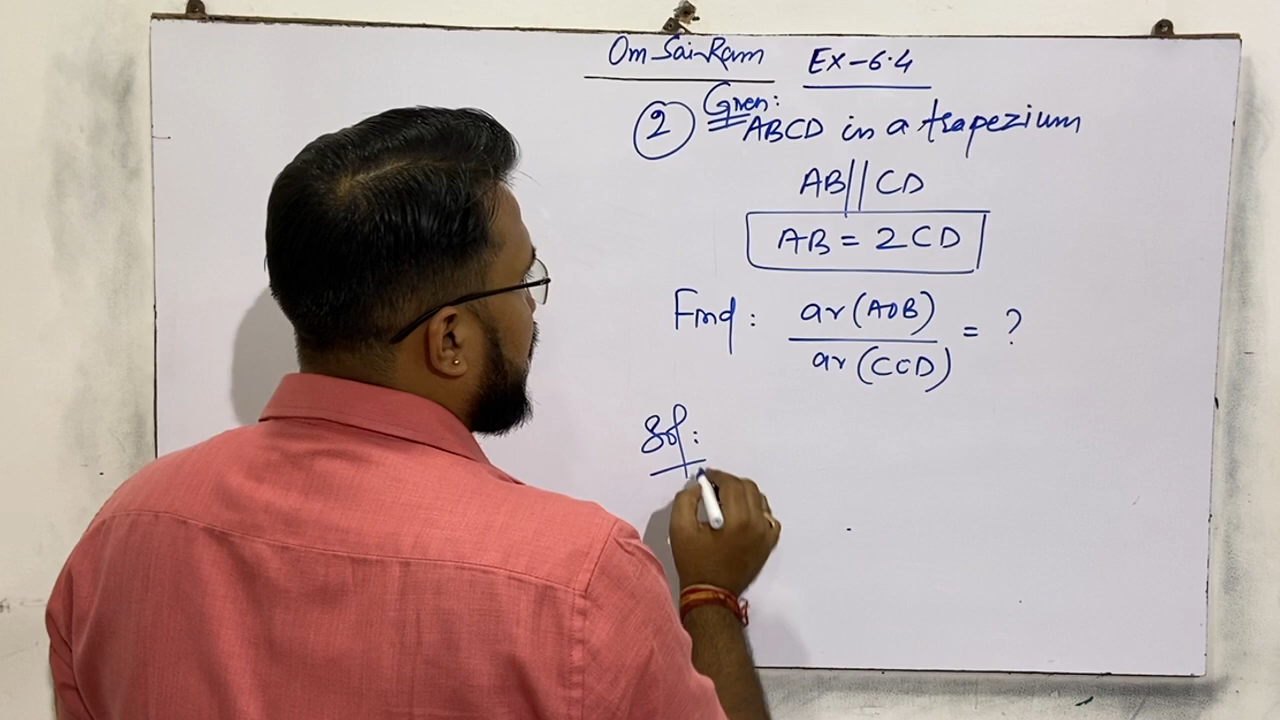 Om Sai Ram Ex-6.4
2 Given:
ABCD in a trapezium
AB||CD
AB = 2CD
Find: ar(AOB) / ar(COD) = ?
Sol: